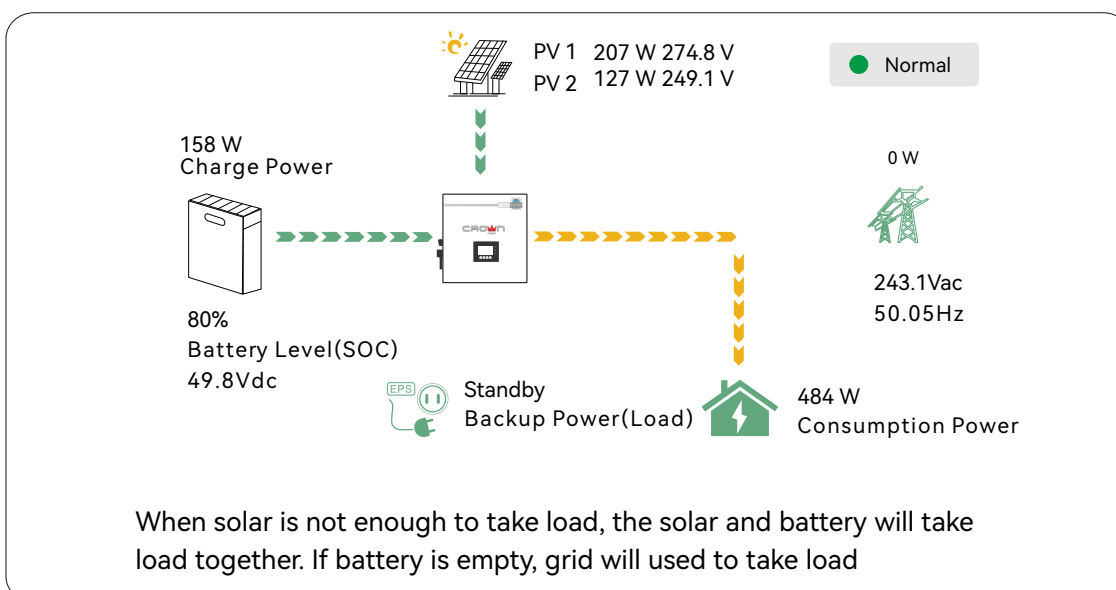 PV 1 207 W 274.8 V
PV 2 127 W 249.1 V
Normal
158 W
Charge Power
0 W
CROWN
243.1Vac
50.05Hz
80%
Battery Level(SOC)
49.8Vdc
EPS
Standby
Backup Power(Load)
484 W
Consumption Power
When solar is not enough to take load, the solar and battery will take
load together. If battery is empty, grid will used to take load